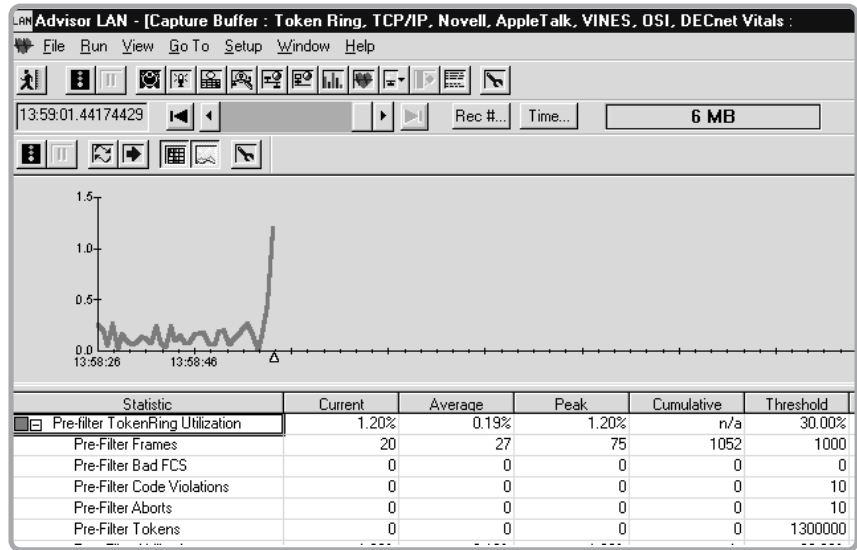 LAN Advisor LAN - [Capture Buffer : Token Ring, TCP/IP, Novell, AppleTalk, VINES, OSI, DECnet Vitals :
File Run View Go To Setup Window Help
13:59:01.44174429 Rec #... Time... 6 MB
1.5
1.0
0.5
0.0
13:58:26 13:58:46
Statistic Current Average Peak Cumulative Threshold
Pre-filter TokenRing Utilization 1.20% 0.19% 1.20% n/a 30.00%
Pre-Filter Frames 20 27 75 1052 1000
Pre-Filter Bad FCS 0 0 0 0 0
Pre-Filter Code Violations 0 0 0 0 10
Pre-Filter Aborts 0 0 0 0 10
Pre-Filter Tokens 0 0 0 0 1300000